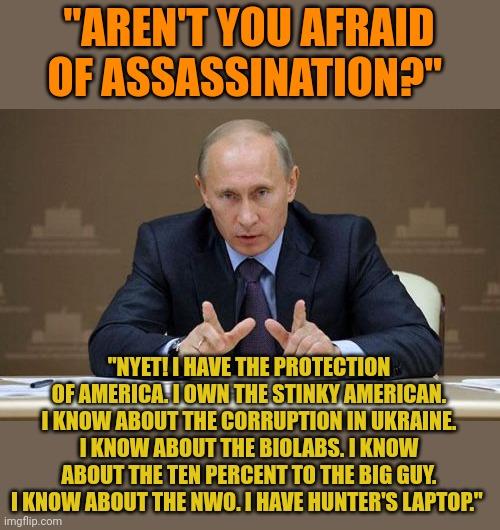 "AREN'T YOU AFRAID
OF ASSASSINATION?"
"NYET! I HAVE THE PROTECTION
OF AMERICA. I OWN THE STINKY AMERICAN.
I KNOW ABOUT THE CORRUPTION IN UKRAINE.
I KNOW ABOUT THE BIOLABS. I KNOW
ABOUT THE TEN PERCENT TO THE BIG GUY.
I KNOW ABOUT THE NWO. I HAVE HUNTER'S LAPTOP."
imgflip.com